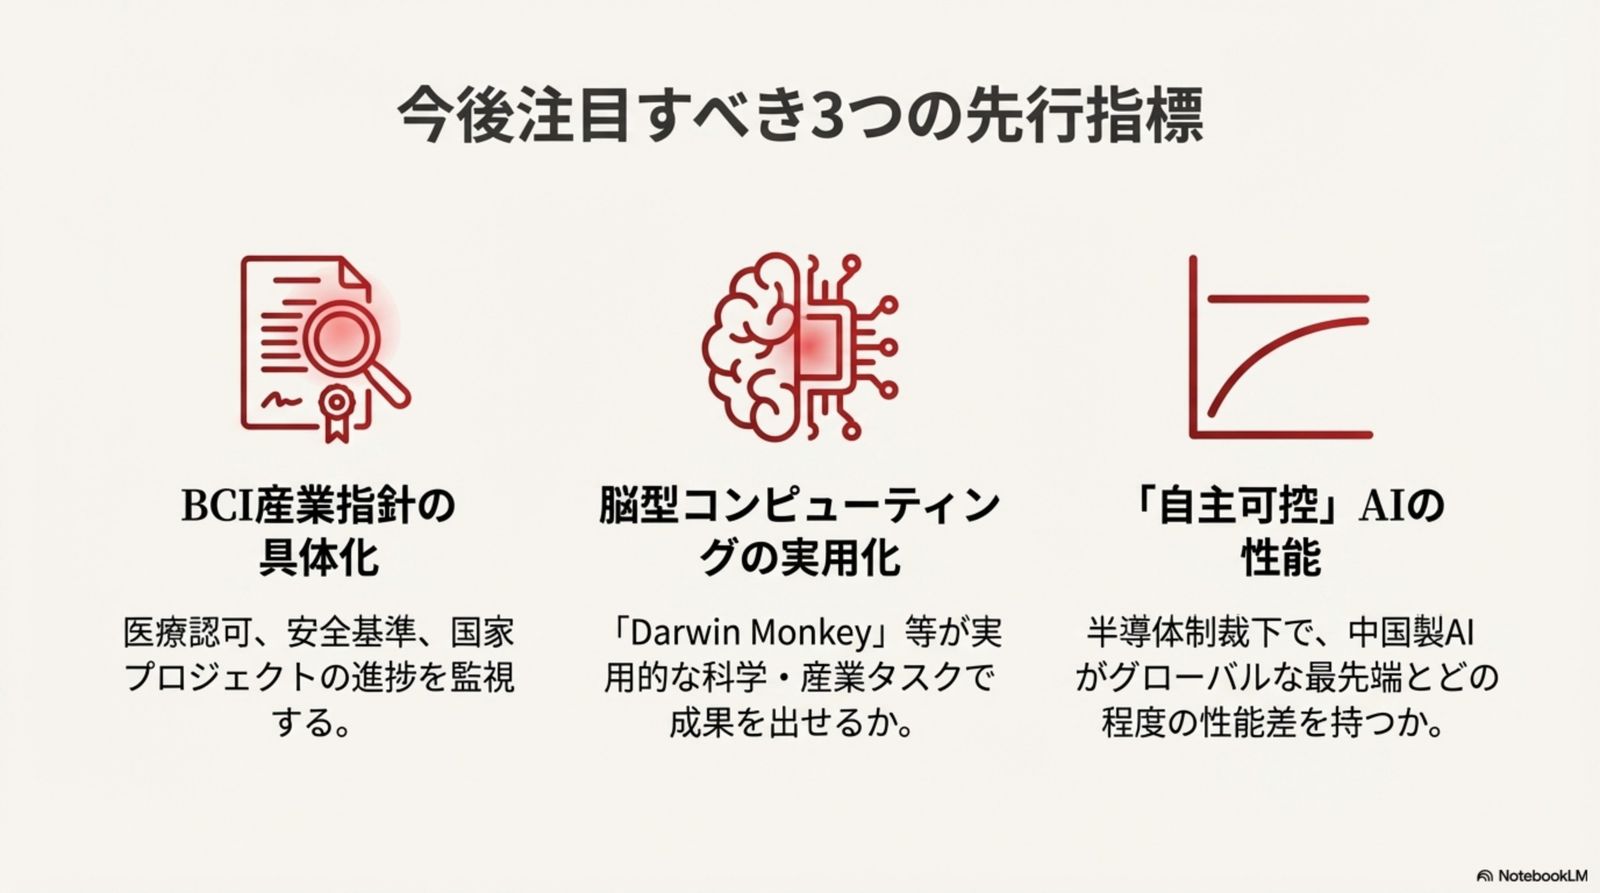 今後注目すべき3つの先行指標
BCI産業指針の
具体化
医療認可、安全基準、国家
プロジェクトの進捗を監視
する。
脳型コンピューティン
グの実用化
「Darwin Monkey」等が実
用的な科学・産業タスクで
成果を出せるか。
「自主可控」AIの
性能
半導体制裁下で、中国製AI
がグローバルな最先端とどの
程度の性能差を持つか。
NotebookLM